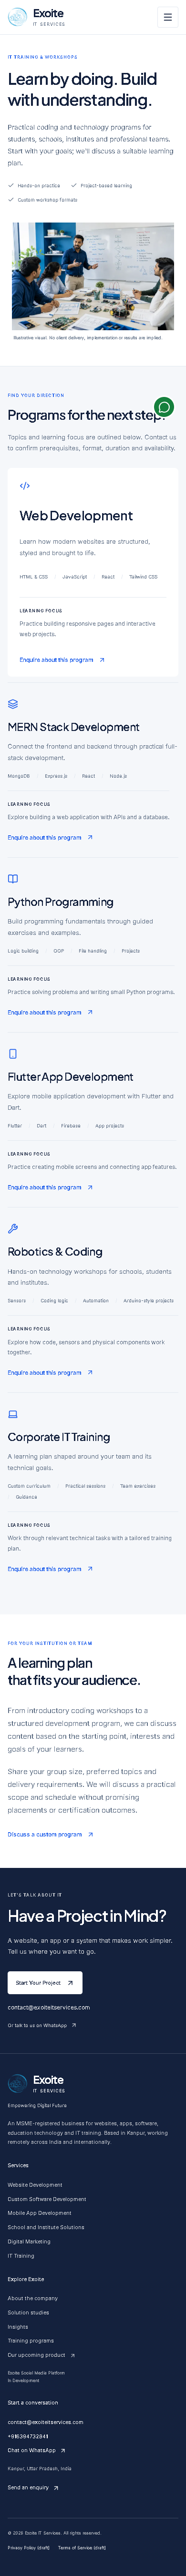 Exoite
IT SERVICES
IT TRAINING & WORKSHOPS
Learn by doing. Build
with understanding.
Practical coding and technology programs for
students, schools, institutes and professional teams.
Start with your goals; we'll discuss a suitable learning
plan.
Hands-on practice
Project-based learning
Custom workshop formats
Illustrative visual. No client delivery, implementation or results are implied.
FIND YOUR DIRECTION
Programs for the next step.
Topics and learning focus are outlined below. Contact us
to confirm prerequisites, format, duration and availability.
Web Development
Learn how modern websites are structured,
styled and brought to life.
HTML & CSS
JavaScript
React
Tailwind CSS
LEARNING FOCUS
Practice building responsive pages and interactive
web projects.
Enquire about this program
MERN Stack Development
Connect the frontend and backend through practical full-
stack development.
MongoDB
Express.js
React
Node.js
LEARNING FOCUS
Explore building a web application with APIs and a database.
Enquire about this program
Python Programming
Build programming fundamentals through guided
exercises and examples.
Logic building
OOP
File handling
Projects
LEARNING FOCUS
Practice solving problems and writing small Python programs.
Enquire about this program
Flutter App Development
Explore mobile application development with Flutter and
Dart.
Flutter
Dart
Firebase
App projects
LEARNING FOCUS
Practice creating mobile screens and connecting app features.
Enquire about this program
Robotics & Coding
Hands-on technology workshops for schools, students
and institutes.
Sensors
Coding logic
Automation
Arduino-style projects
LEARNING FOCUS
Explore how code, sensors and physical components work
together.
Enquire about this program
Corporate IT Training
A learning plan shaped around your team and its
technical goals.
Custom curriculum
Practical sessions
Team exercises
Guidance
LEARNING FOCUS
Work through relevant technical tasks with a tailored training
plan.
Enquire about this program
FOR YOUR INSTITUTION OR TEAM
A learning plan
that fits your audience.
From introductory coding workshops to a
structured development program, we can discuss
content based on the starting point, interests and
goals of your learners.
Share your group size, preferred topics and
delivery requirements. We will discuss a practical
scope and schedule without promising
placements or certification outcomes.
Discuss a custom program
LET'S TALK ABOUT IT
Have a Project in Mind?
A website, an app or a system that makes work simpler.
Tell us where you want to go.
Start Your Project
contact@exoiteitservices.com
Or talk to us on WhatsApp
Exoite
IT SERVICES
Empowering Digital Future
An MSME-registered business for websites, apps, software,
education technology and IT training. Based in Kanpur, working
remotely across India and internationally.
Services
Website Development
Custom Software Development
Mobile App Development
School and Institute Solutions
Digital Marketing
IT Training
Explore Exoite
About the company
Solution studies
Insights
Training programs
Our upcoming product
Exoite Social Media Platform
In Development
Start a conversation
contact@exoiteitservices.com
+916394732841
Chat on WhatsApp
Kanpur, Uttar Pradesh, India
Send an enquiry
© 2026 Exoite IT Services. All rights reserved.
Privacy Policy (draft)
Terms of Service (draft)